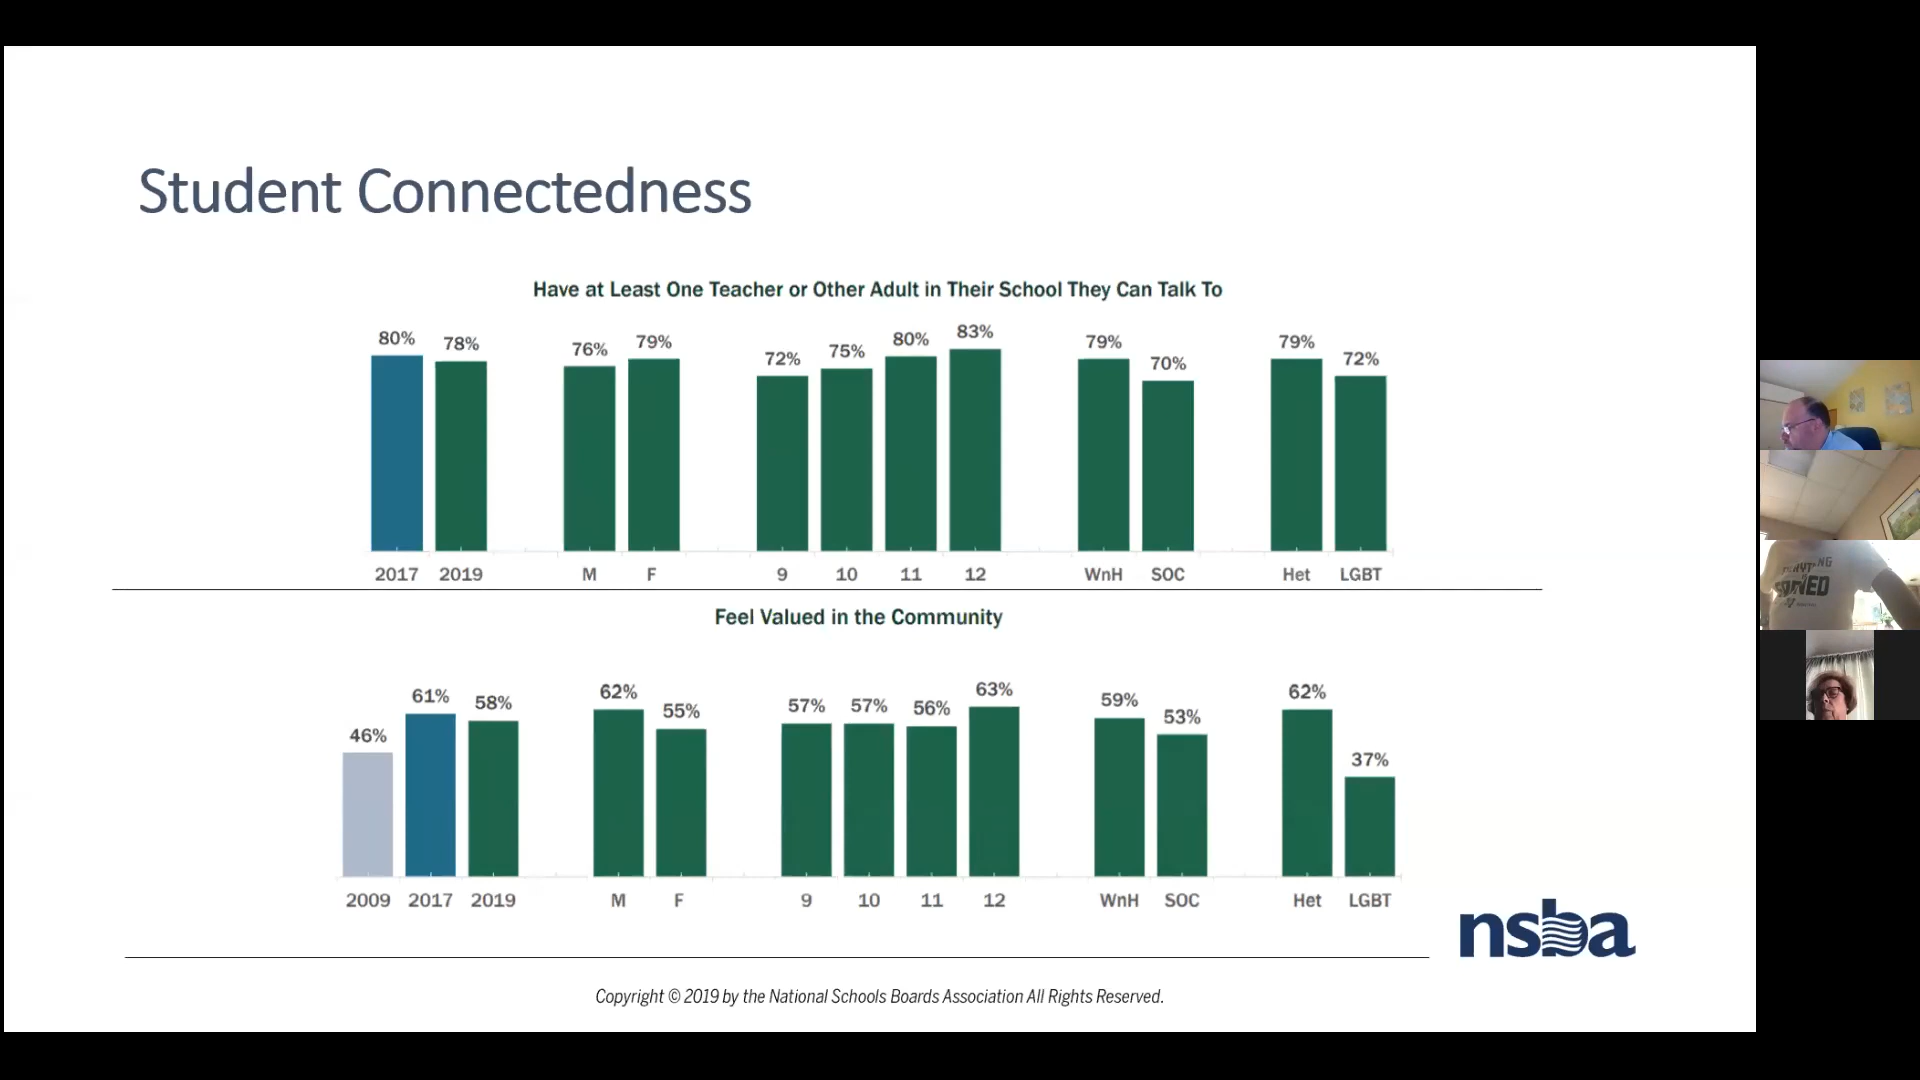 Student Connectedness
Have at Least One Teacher or Other Adult in Their School They Can Talk To
80% 78% 76% 79% 72% 75% 80% 83% 79% 70% 79% 72%
2017 2019 M F 9 10 11 12 WnH SOC Het LGBT
Feel Valued in the Community
46% 61% 58% 62% 55% 57% 57% 56% 63% 59% 53% 62% 37%
2009 2017 2019 M F 9 10 11 12 WnH SOC Het LGBT
nsba
Copyright © 2019 by the National Schools Boards Association All Rights Reserved.